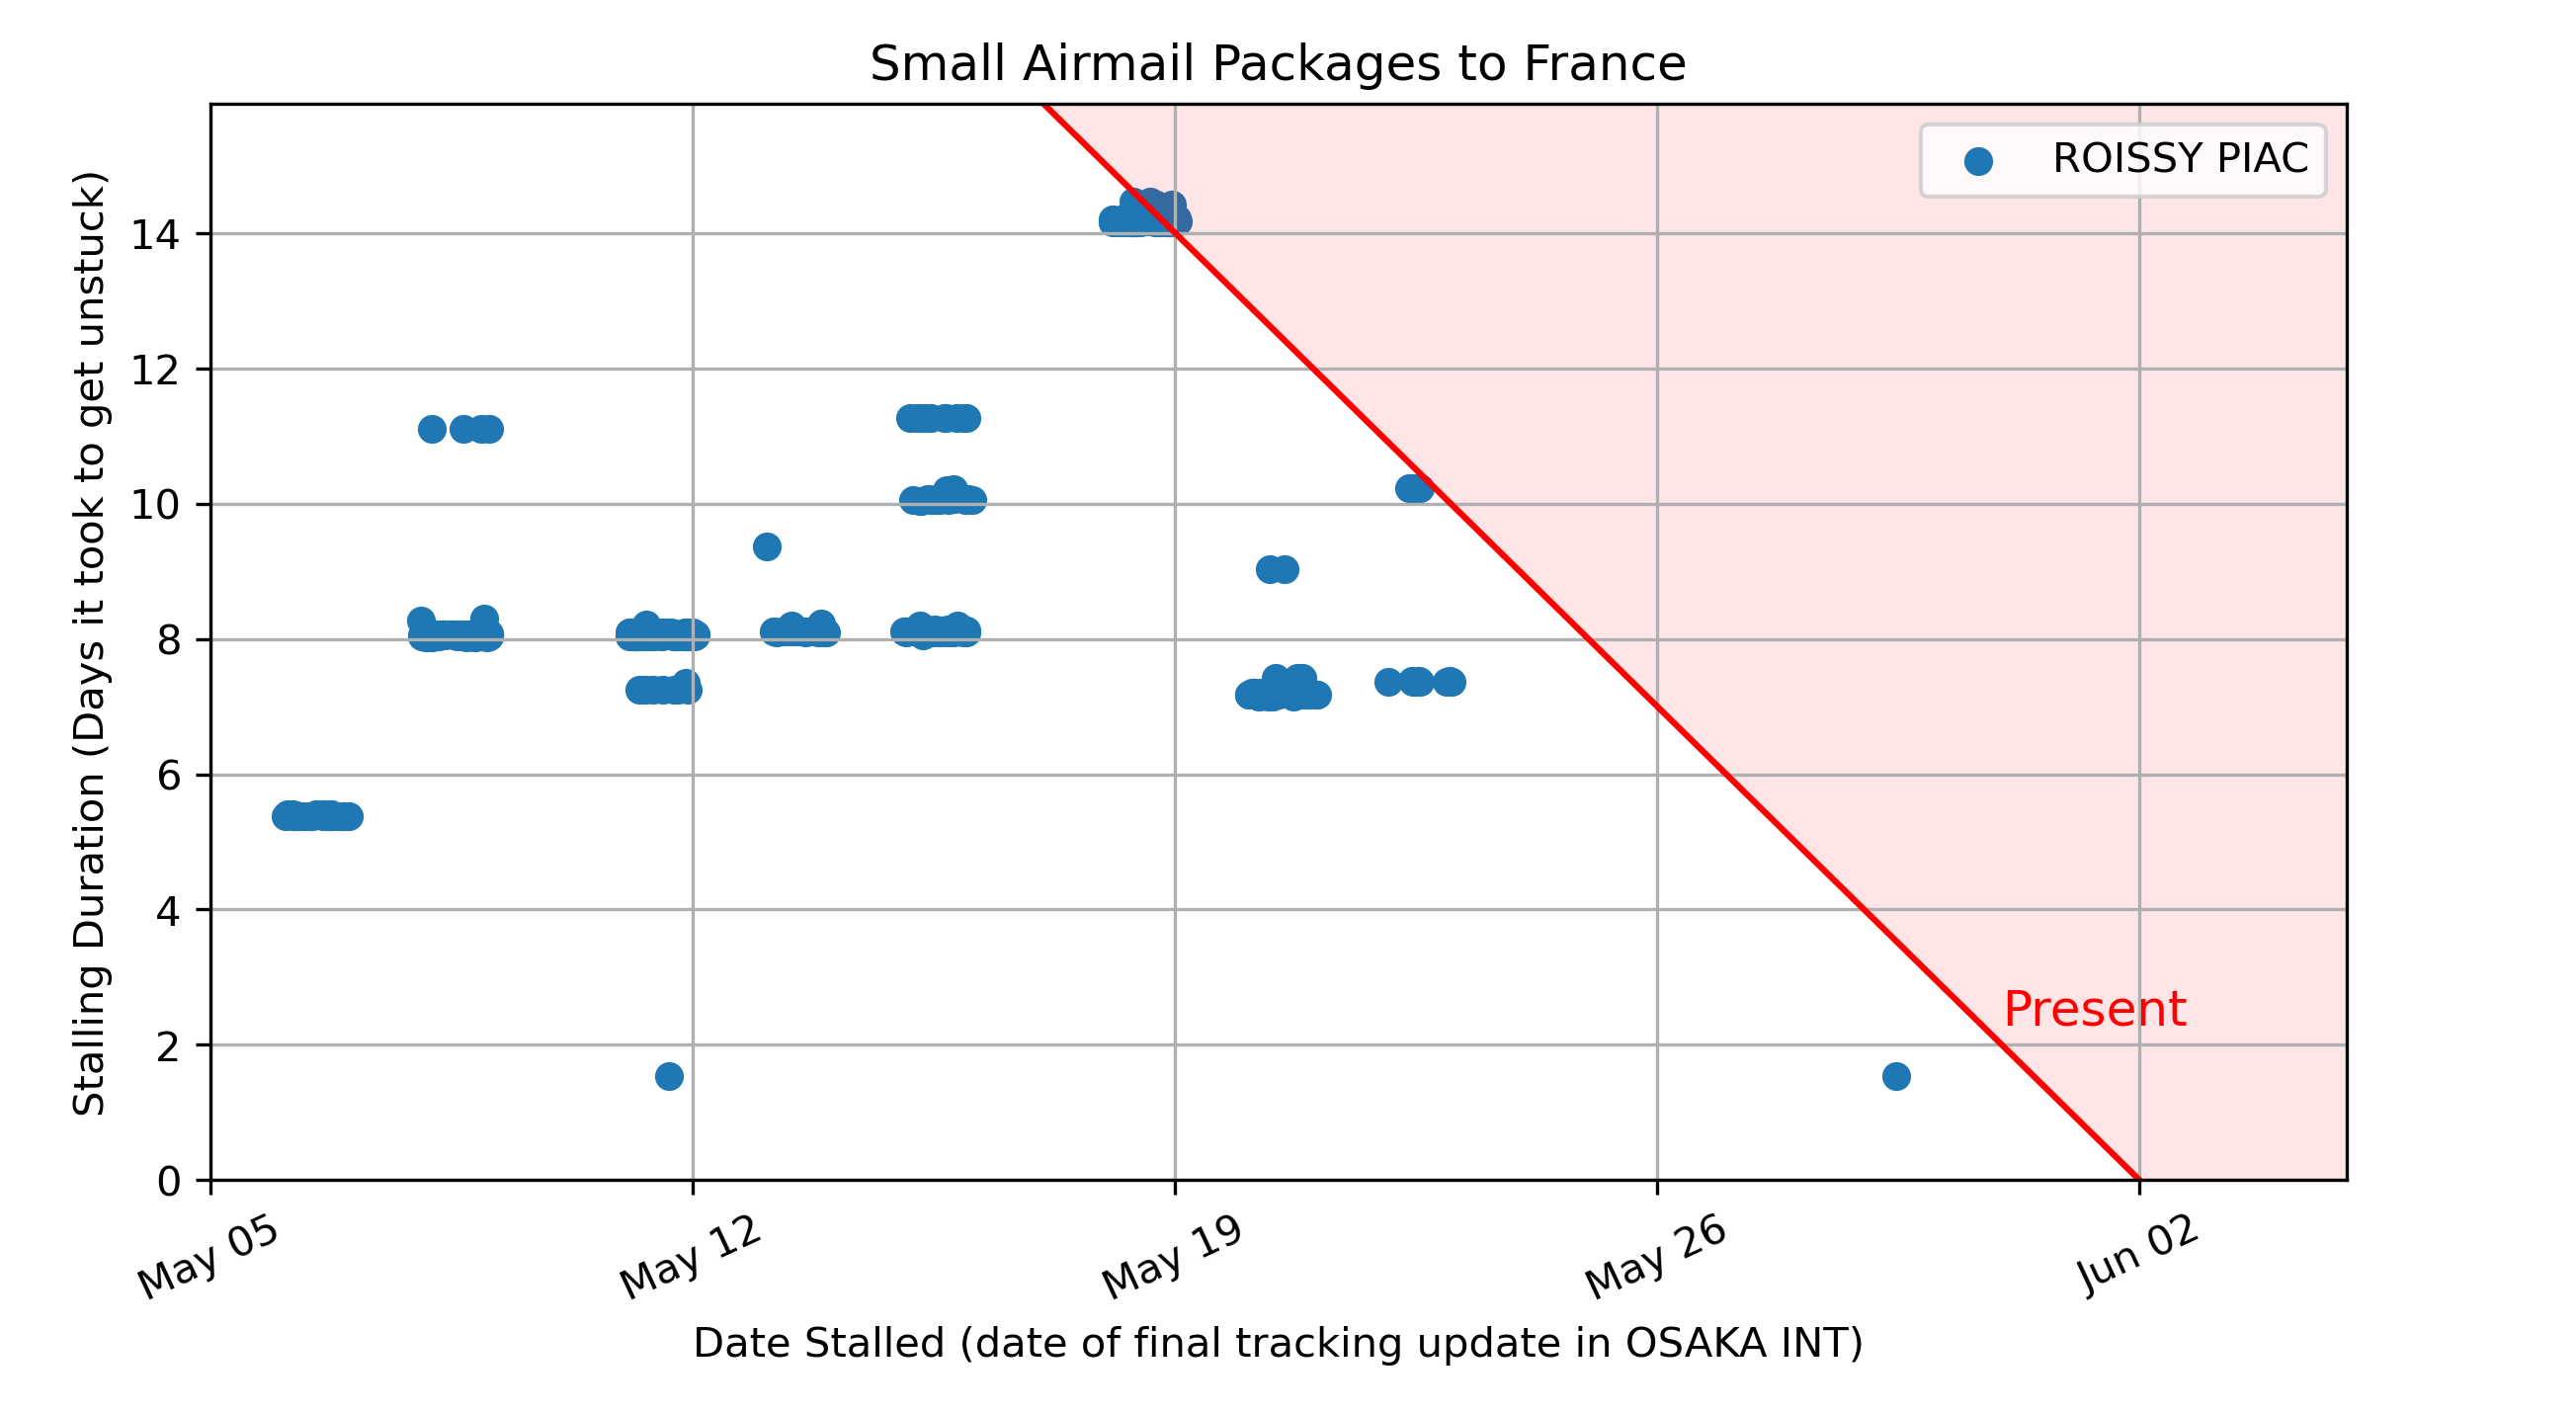 Small Airmail Packages to France
ROISSY PIAC
Stalling Duration (Days it took to get unstuck)
14
12
10
8
6
4
2
0
Present
May 05
May 12
May 19
May 26
Jun 02
Date Stalled (date of final tracking update in OSAKA INT)